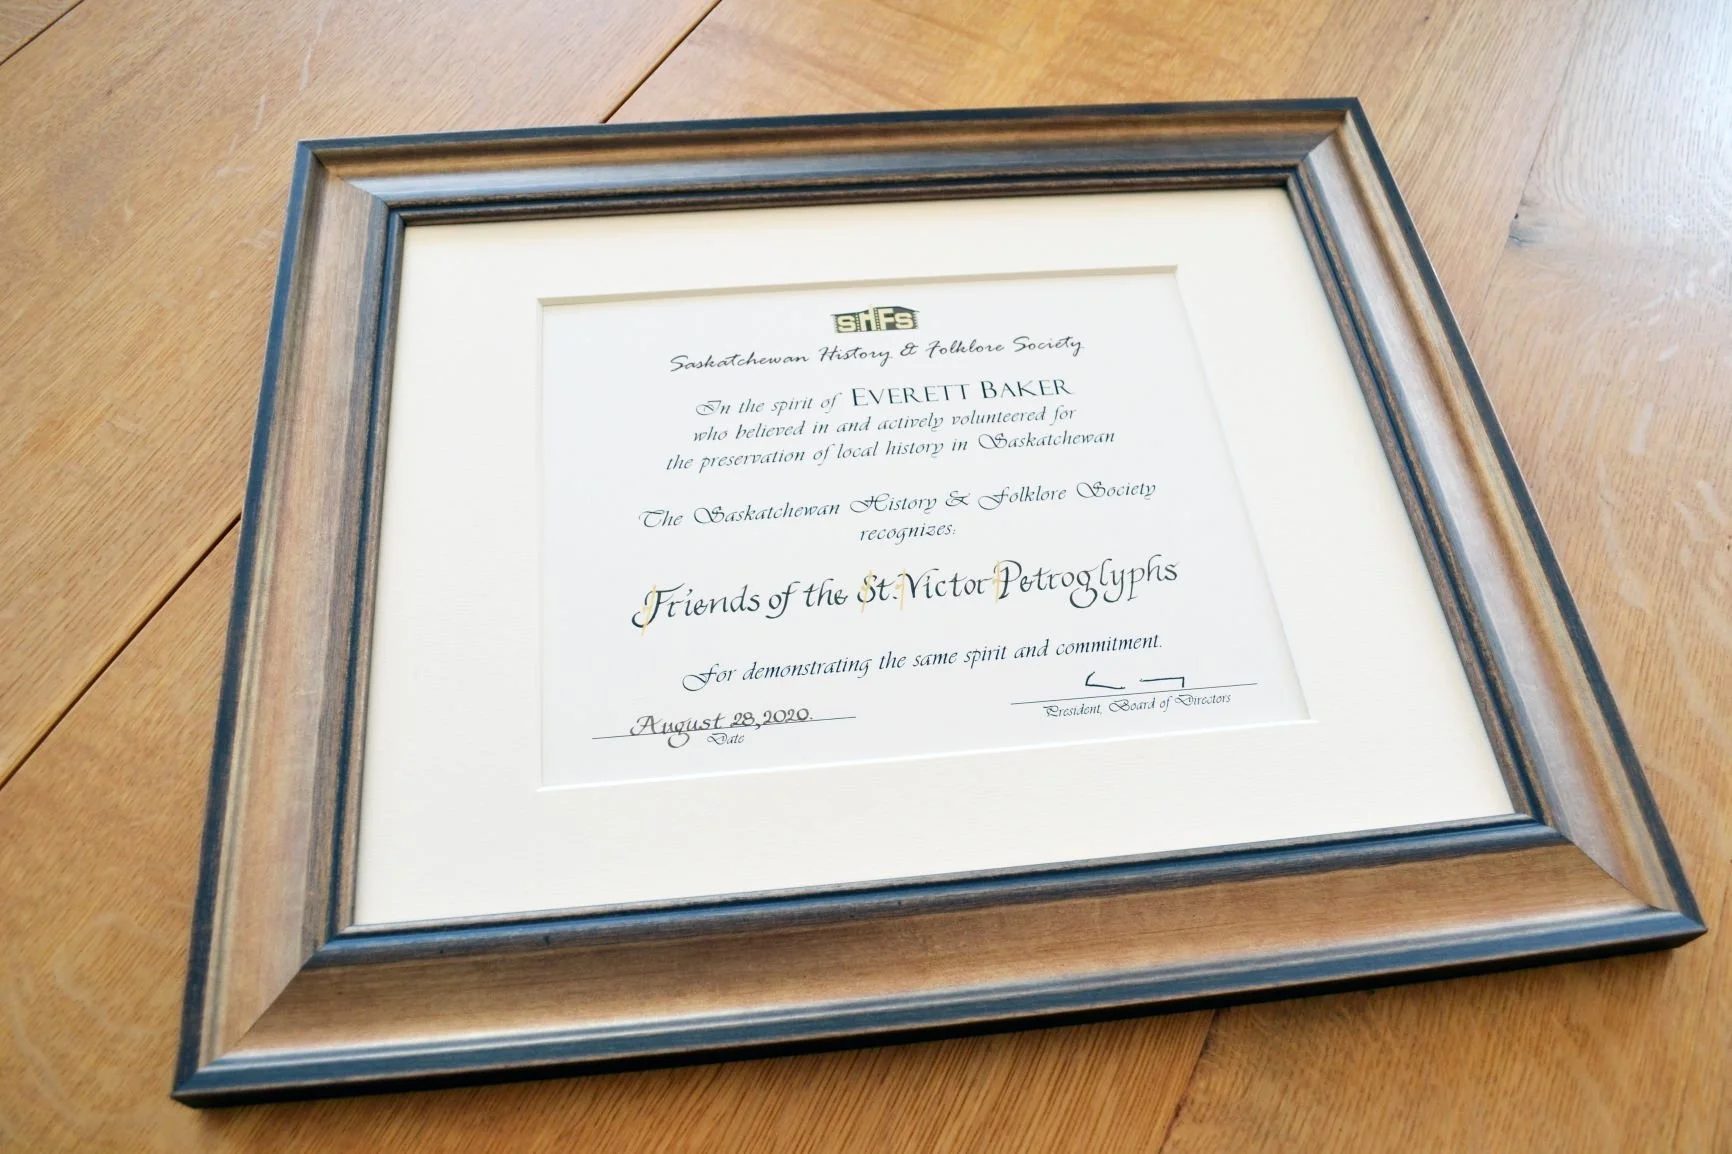 SHFS
Saskatchewan History & Folklore Society
In the spirit of EVERETT BAKER
who believed in and actively volunteered for
the preservation of local history in Saskatchewan
The Saskatchewan History & Folklore Society
recognizes:
Friends of the St. Victor Petroglyphs
For demonstrating the same spirit and commitment.
August 28, 2020.
Date
President, Board of Directors